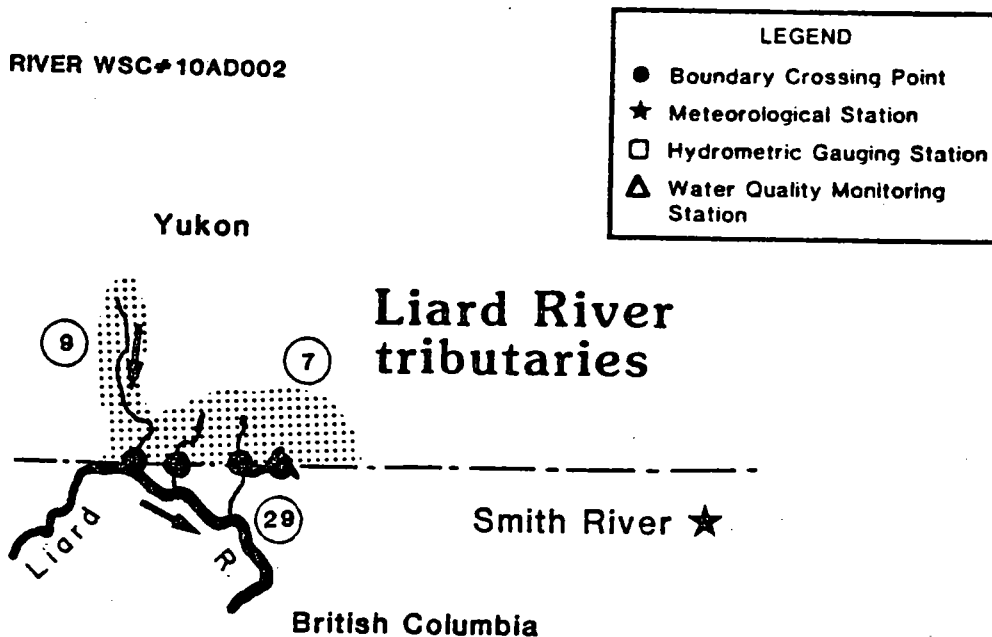 RIVER WSC#10AD002
LEGEND
Boundary Crossing Point
Meteorological Station
Hydrometric Gauging Station
Water Quality Monitoring
Station
Yukon
Liard River
tributaries
9
7
29
Liard R.
Smith River
British Columbia